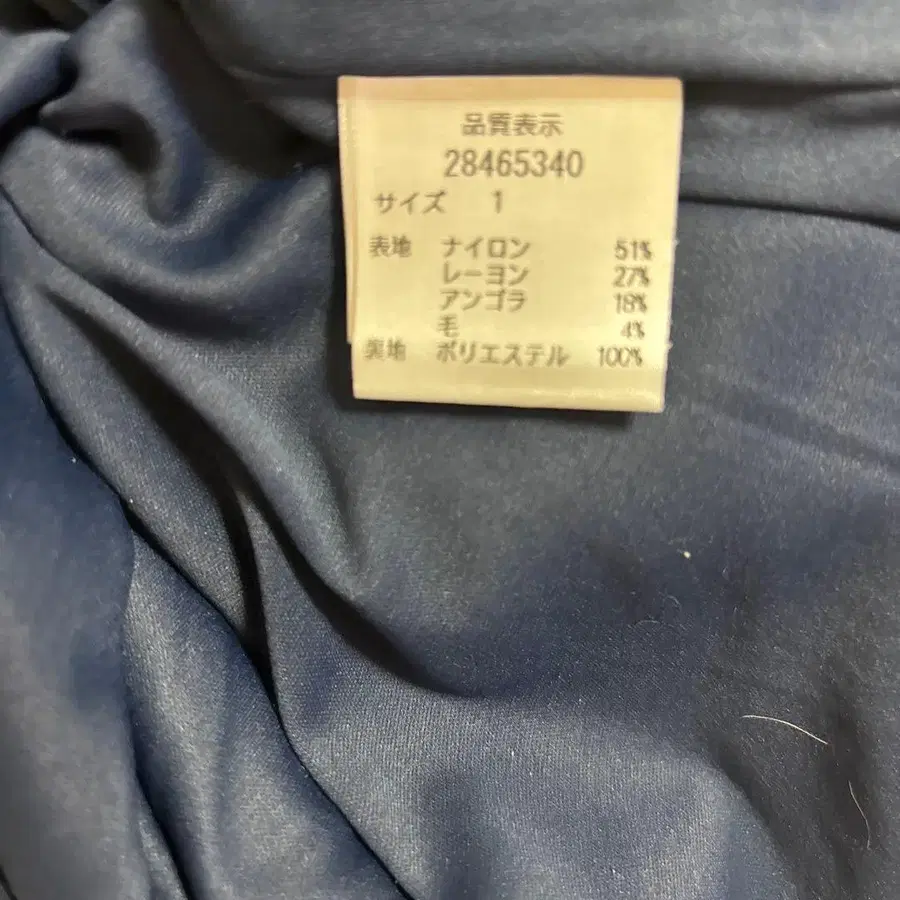 品質表示
28465340
サイズ 1
表地 ナイロン 51%
レーヨン 27%
アンゴラ 18%
毛 4%
裏地 ポリエステル 100%